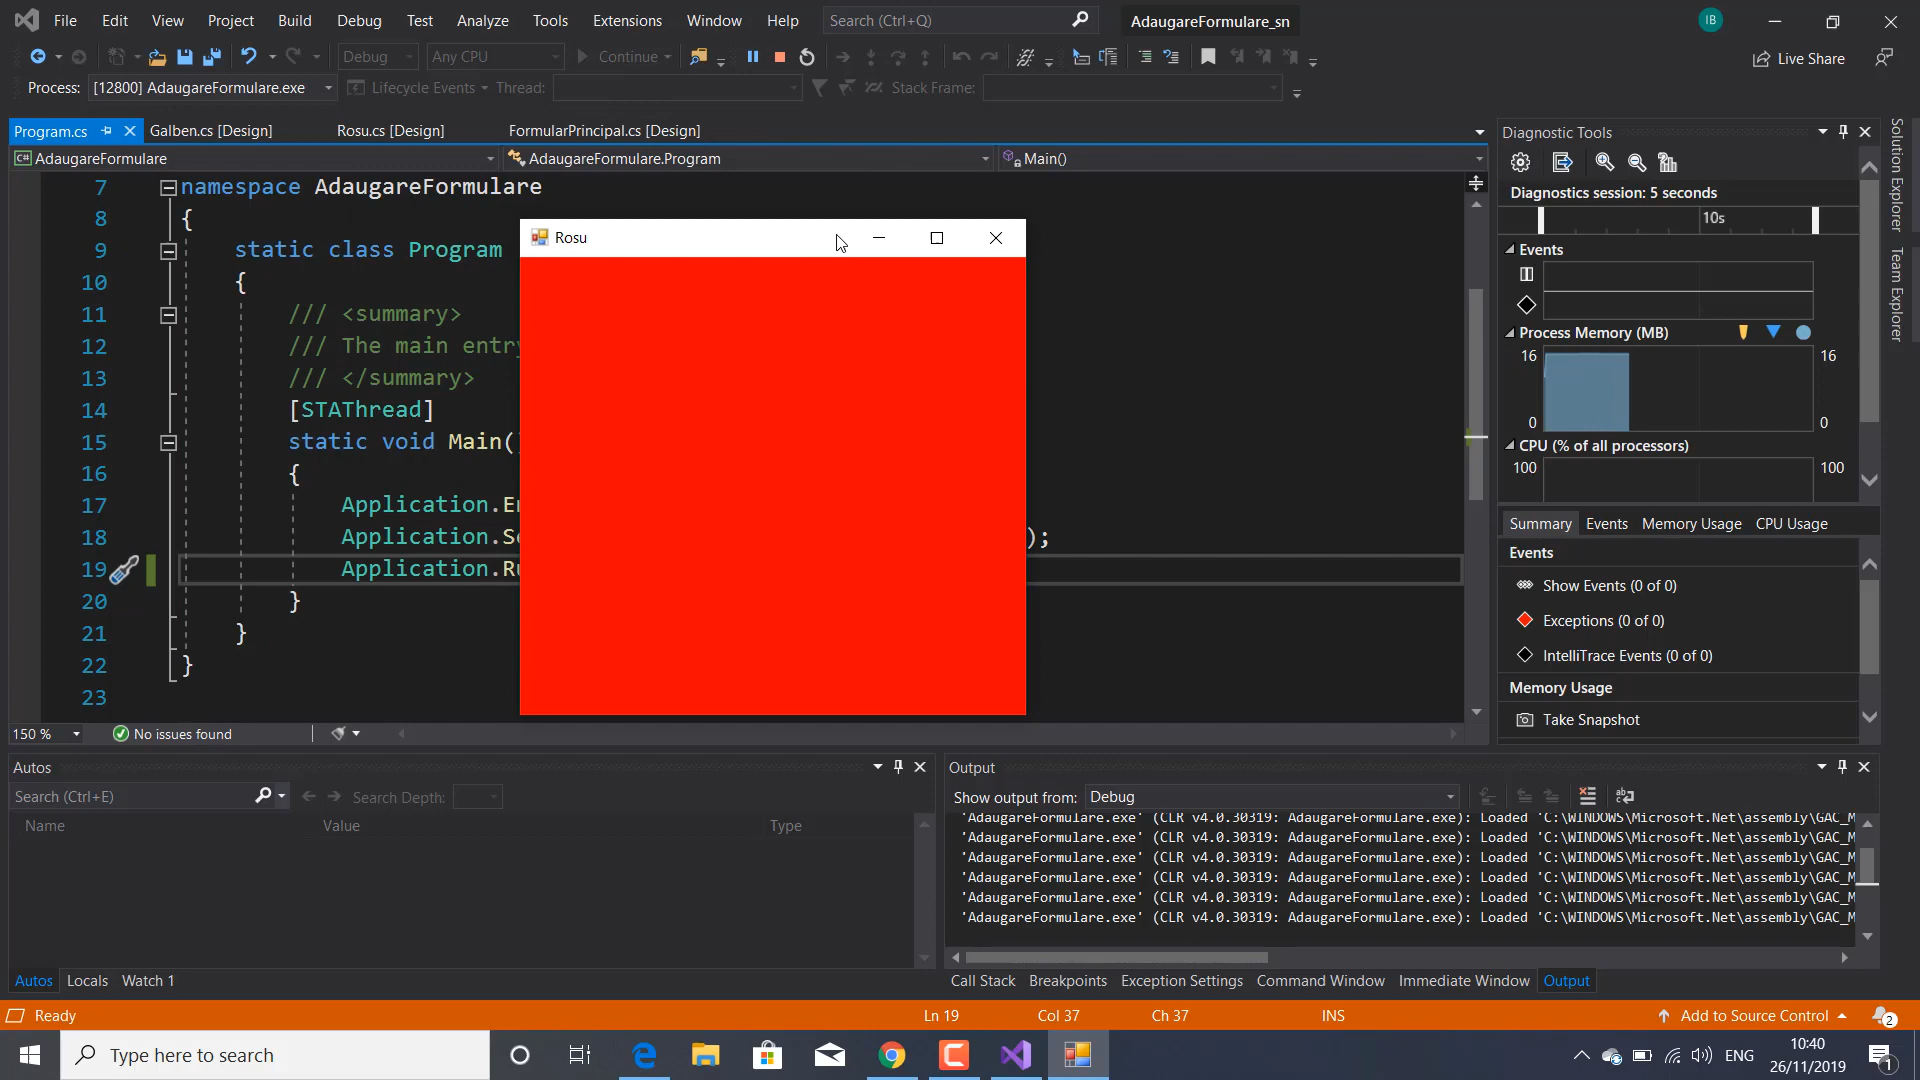 File Edit View Project Build Debug Test Analyze Tools Extensions Window Help Search (Ctrl+Q) AdaugareFormulare_sn IB
Debug Any CPU Continue Live Share
Process: [12800] AdaugareFormulare.exe Lifecycle Events Thread: Stack Frame:
Program.cs Galben.cs [Design] Rosu.cs [Design] FormularPrincipal.cs [Design]
C# AdaugareFormulare AdaugareFormulare.Program Main()
7 namespace AdaugareFormulare
8 {
9 static class Program
10 {
11 /// <summary>
12 /// The main entry
13 /// </summary>
14 [STAThread]
15 static void Main(
16 {
17 Application.E
18 Application.S );
19 Application.R
20 }
21 }
22 }
23
Rosu
150 % No issues found
Diagnostic Tools
Diagnostics session: 5 seconds
10s
Events
Process Memory (MB)
16 16
0 0
CPU (% of all processors)
100 100
Summary Events Memory Usage CPU Usage
Events
Show Events (0 of 0)
Exceptions (0 of 0)
IntelliTrace Events (0 of 0)
Memory Usage
Take Snapshot
Solution Explorer
Team Explorer
Autos
Search (Ctrl+E) Search Depth:
Name Value Type
Autos Locals Watch 1
Output
Show output from: Debug
'AdaugareFormulare.exe' (CLR v4.0.30319: AdaugareFormulare.exe): Loaded 'C:\WINDOWS\Microsoft.Net\assembly\GAC_M
'AdaugareFormulare.exe' (CLR v4.0.30319: AdaugareFormulare.exe): Loaded 'C:\WINDOWS\Microsoft.Net\assembly\GAC_M
'AdaugareFormulare.exe' (CLR v4.0.30319: AdaugareFormulare.exe): Loaded 'C:\WINDOWS\Microsoft.Net\assembly\GAC_M
'AdaugareFormulare.exe' (CLR v4.0.30319: AdaugareFormulare.exe): Loaded 'C:\WINDOWS\Microsoft.Net\assembly\GAC_M
'AdaugareFormulare.exe' (CLR v4.0.30319: AdaugareFormulare.exe): Loaded 'C:\WINDOWS\Microsoft.Net\assembly\GAC_M
'AdaugareFormulare.exe' (CLR v4.0.30319: AdaugareFormulare.exe): Loaded 'C:\WINDOWS\Microsoft.Net\assembly\GAC_M
Call Stack Breakpoints Exception Settings Command Window Immediate Window Output
Ready Ln 19 Col 37 Ch 37 INS Add to Source Control 2
Type here to search ENG 10:40
26/11/2019 1